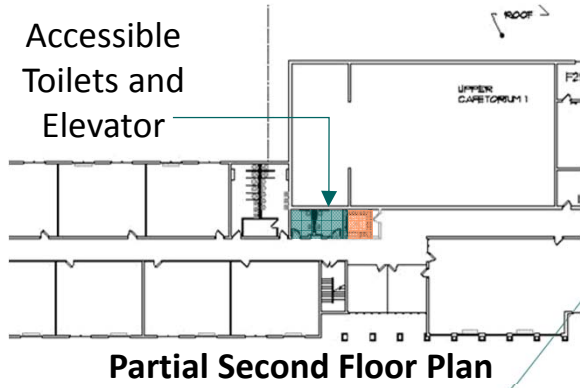 Accessible
Toilets and
Elevator
ROOF
UPPER
CAFETORIUM 1
Partial Second Floor Plan